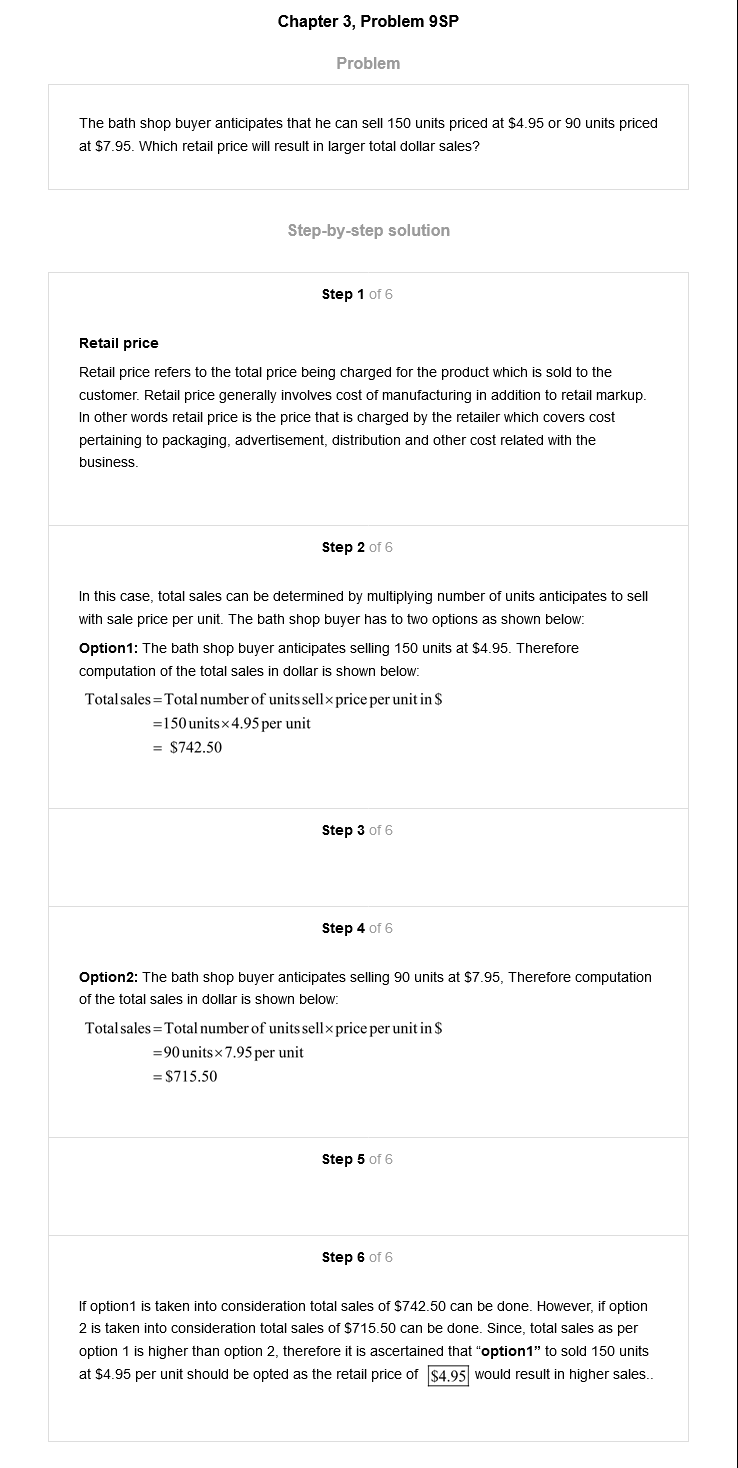 Chapter 3, Problem 9SP
Problem
The bath shop buyer anticipates that he can sell 150 units priced at $4.95 or 90 units priced
at $7.95. Which retail price will result in larger total dollar sales?
Step-by-step solution
Step 1 of 6
Retail price
Retail price refers to the total price being charged for the product which is sold to the
customer. Retail price generally involves cost of manufacturing in addition to retail markup.
In other words retail price is the price that is charged by the retailer which covers cost
pertaining to packaging, advertisement, distribution and other cost related with the
business.
Step 2 of 6
In this case, total sales can be determined by multiplying number of units anticipates to sell
with sale price per unit. The bath shop buyer has to two options as shown below:
Option1: The bath shop buyer anticipates selling 150 units at $4.95. Therefore
computation of the total sales in dollar is shown below:
Total sales = Total number of units sell × price per unit in $
=150 units × 4.95 per unit
= $742.50
Step 3 of 6
Step 4 of 6
Option2: The bath shop buyer anticipates selling 90 units at $7.95, Therefore computation
of the total sales in dollar is shown below:
Total sales = Total number of units sell × price per unit in $
=90 units × 7.95 per unit
= $715.50
Step 5 of 6
Step 6 of 6
If option1 is taken into consideration total sales of $742.50 can be done. However, if option
2 is taken into consideration total sales of $715.50 can be done. Since, total sales as per
option 1 is higher than option 2, therefore it is ascertained that “option1” to sold 150 units
at $4.95 per unit should be opted as the retail price of $4.95 would result in higher sales..